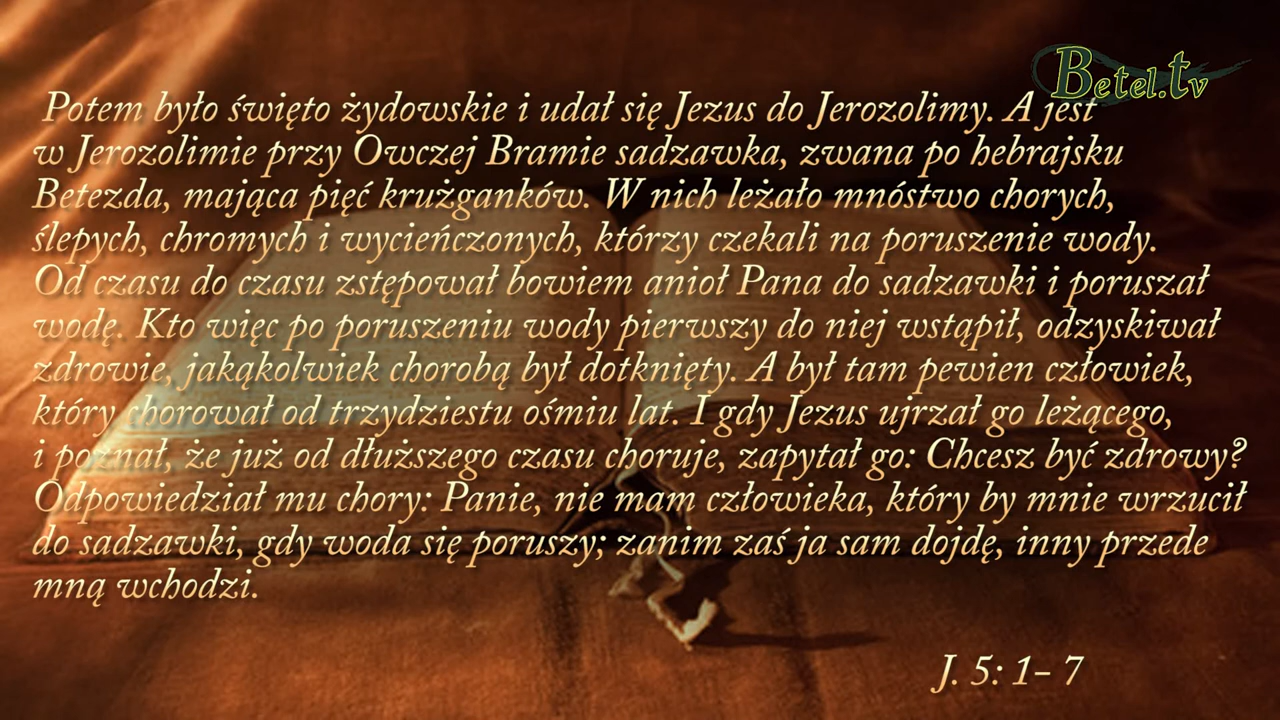 Betel.tv
Potem było święto żydowskie i udał się Jezus do Jerozolimy. A jest
w Jerozolimie przy Owczej Bramie sadzawka, zwana po hebrajsku
Betezda, mająca pięć krużganków. W nich leżało mnóstwo chorych,
ślepych, chromych i wycieńczonych, którzy czekali na poruszenie wody.
Od czasu do czasu zstępował bowiem anioł Pana do sadzawki i poruszał
wodę. Kto więc po poruszeniu wody pierwszy do niej wstąpił, odzyskiwał
zdrowie, jakąkolwiek chorobą był dotknięty. A był tam pewien człowiek,
który chorował od trzydziestu ośmiu lat. I gdy Jezus ujrzał go leżącego,
i poznał, że już od dłuższego czasu choruje, zapytał go: Chcesz być zdrowy?
Odpowiedział mu chory: Panie, nie mam człowieka, który by mnie wrzucił
do sadzawki, gdy woda się poruszy; zanim zaś ja sam dojdę, inny przede
mną wchodzi.
J. 5: 1– 7